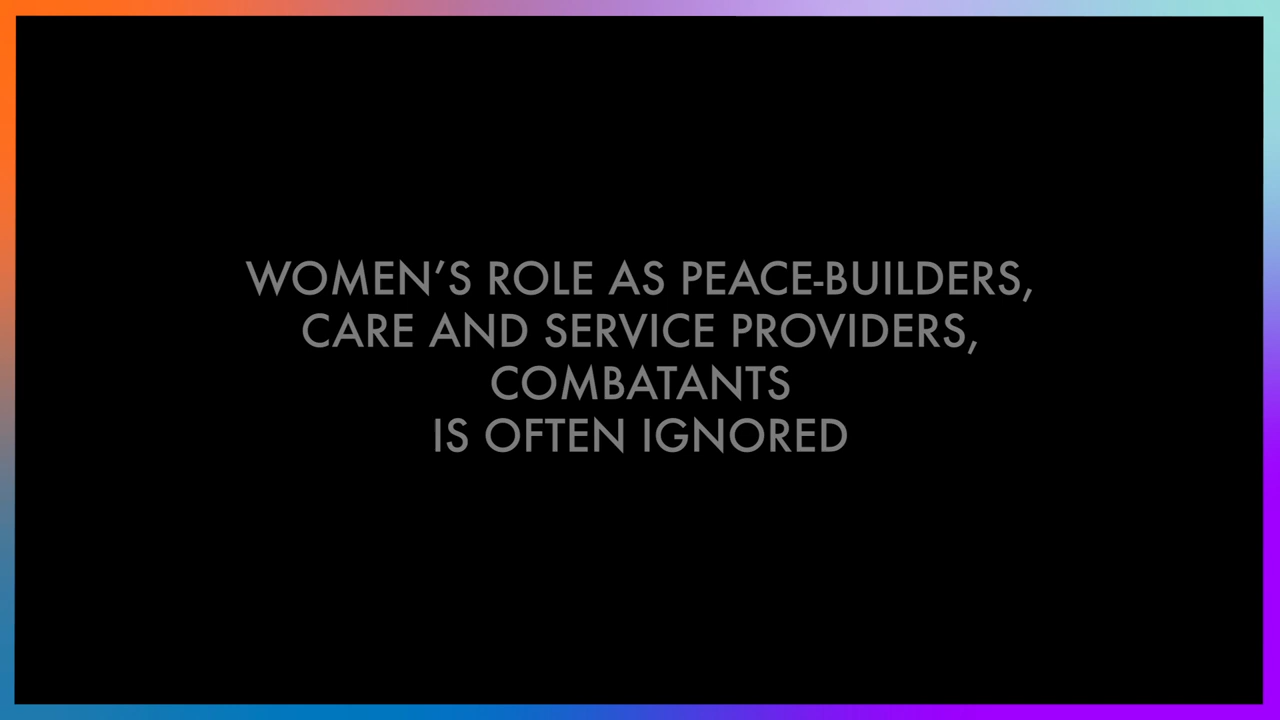 WOMEN’S ROLE AS PEACE-BUILDERS,
CARE AND SERVICE PROVIDERS,
COMBATANTS
IS OFTEN IGNORED